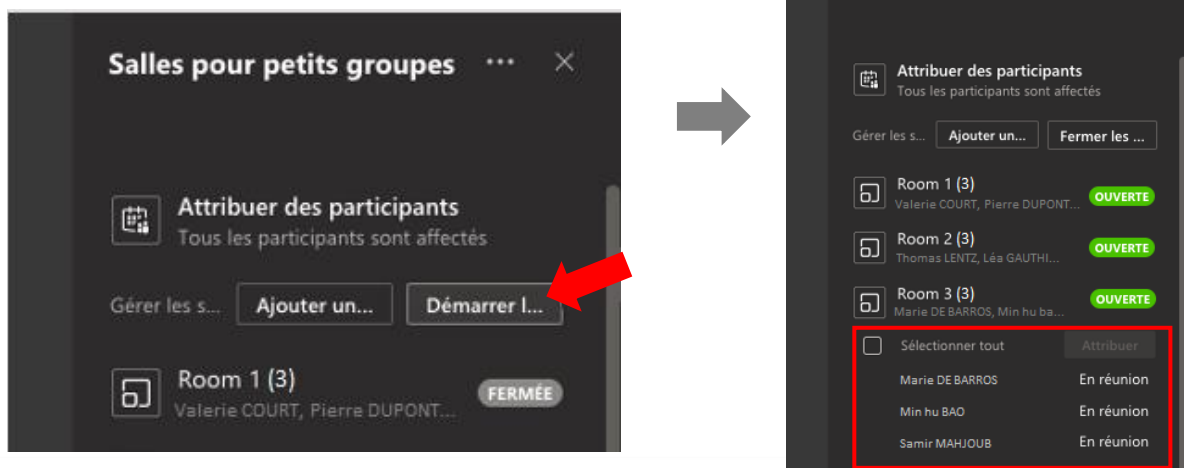 Salles pour petits groupes ...
Attribuer des participants
Tous les participants sont affectés
Gérer les s... Ajouter un... Démarrer l...
Room 1 (3)
FERMÉE
Valerie COURT, Pierre DUPONT...
Attribuer des participants
Tous les participants sont affectés
Gérer les s... Ajouter un... Fermer les ...
Room 1 (3)
OUVERTE
Valerie COURT, Pierre DUPONT...
Room 2 (3)
OUVERTE
Thomas LENTZ, Léa GAUTHI...
Room 3 (3)
OUVERTE
Marie DE BARROS, Min hu ba...
Sélectionner tout Attribuer
Marie DE BARROS En réunion
Min hu BAO En réunion
Samir MAHJOUB En réunion